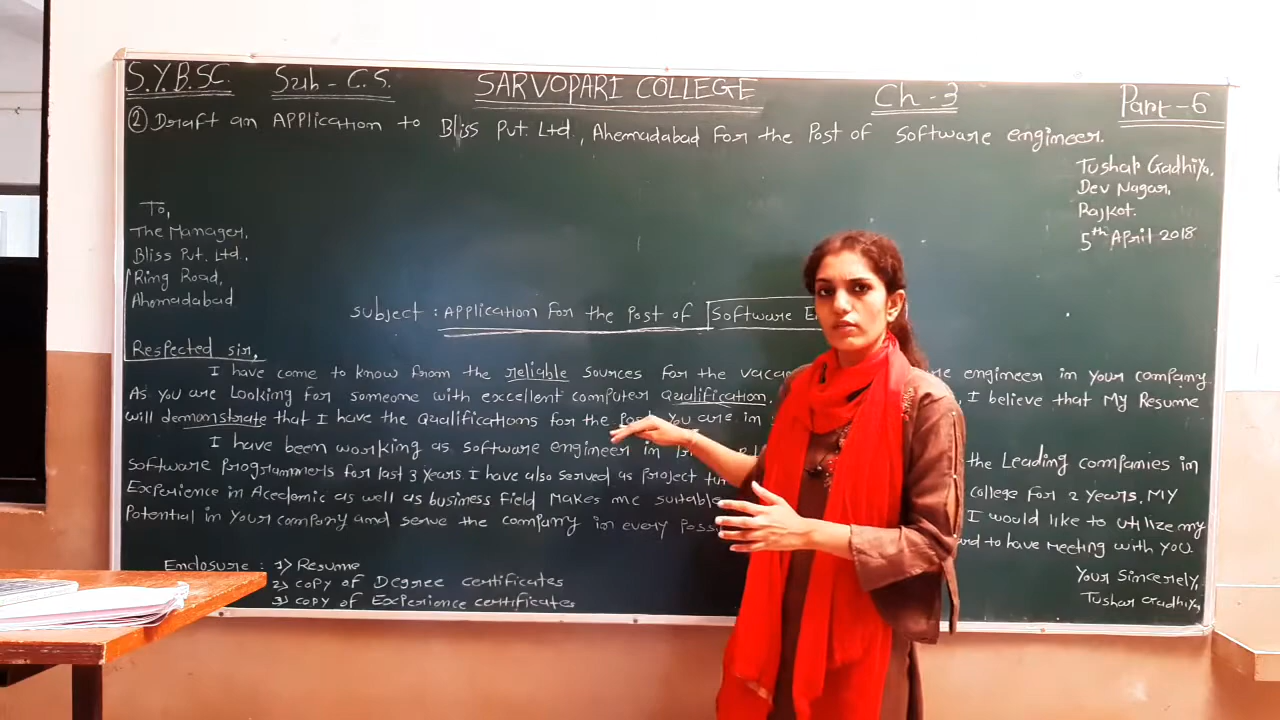 S.Y.B.SC. Sub - C.S. SARVOPARI COLLEGE Ch - 3 Part - 6
② Draft an Application to Bliss Pvt. Ltd., Ahemadabad For the Post of Software engineer.
Tushar Gadhiya,
Dev Nagar,
Rajkot.
5th April 2018
To,
The Manager,
Bliss Pvt. Ltd.,
Ring Road,
Ahemadabad
Subject : Application For the Post of Software
Respected sir,
I have come to know from the reliable sources for the engineer in your company
As you are Looking for someone with excellent computer Qualification I believe that My Resume
will demonstrate that I have the Qualifications for the you are in
I have been working as Software engineer in the Leading companies in
Software Programmers for last 3 Years. I have also served as project college for 2 years. My
Experience in Acedemic as well as business field Makes me suitable I would like to utilize my
Potential in Your company and serve the company in every to have meeting with you.
Your Sincerely,
Tushar Gadhiya,
Enclosure : 1) Resume
2) copy of Degree certificates
3) copy of Experience certificates